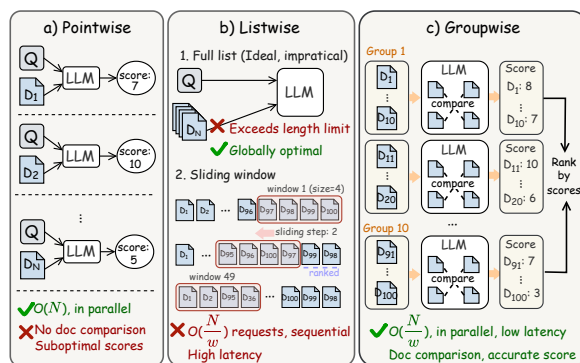 a) Pointwise
Q
D1
LLM
score:
7
Q
D2
LLM
score:
10
⋮
Q
DN
LLM
score:
5
✓O(N), in parallel
✗No doc comparison
Suboptimal scores
b) Listwise
1. Full list (Ideal, impratical)
Q
DN
LLM
✗ Exceeds length limit
✓ Globally optimal
2. Sliding window
window 1 (size=4)
D1 D2 ... D96 D97 D98 D99 D100
sliding step: 2
D1 ... D95 D96 D100 D97 D99 D98
ranked
window 49
D1 D2 D95 D36 ... D100 D99 D98
✗ O(N/w) requests, sequential
High latency
c) Groupwise
Group 1
D1
⋮
D10
LLM
compare
Score
D1: 8
⋮
D10: 7
D11
⋮
D20
LLM
compare
Score
D11: 10
⋮
D20: 6
...
Group 10
D91
⋮
D100
LLM
compare
Score
D91: 7
⋮
D100: 3
Rank
by
scores
✓ O(N/w), in parallel, low latency
Doc comparison, accurate score